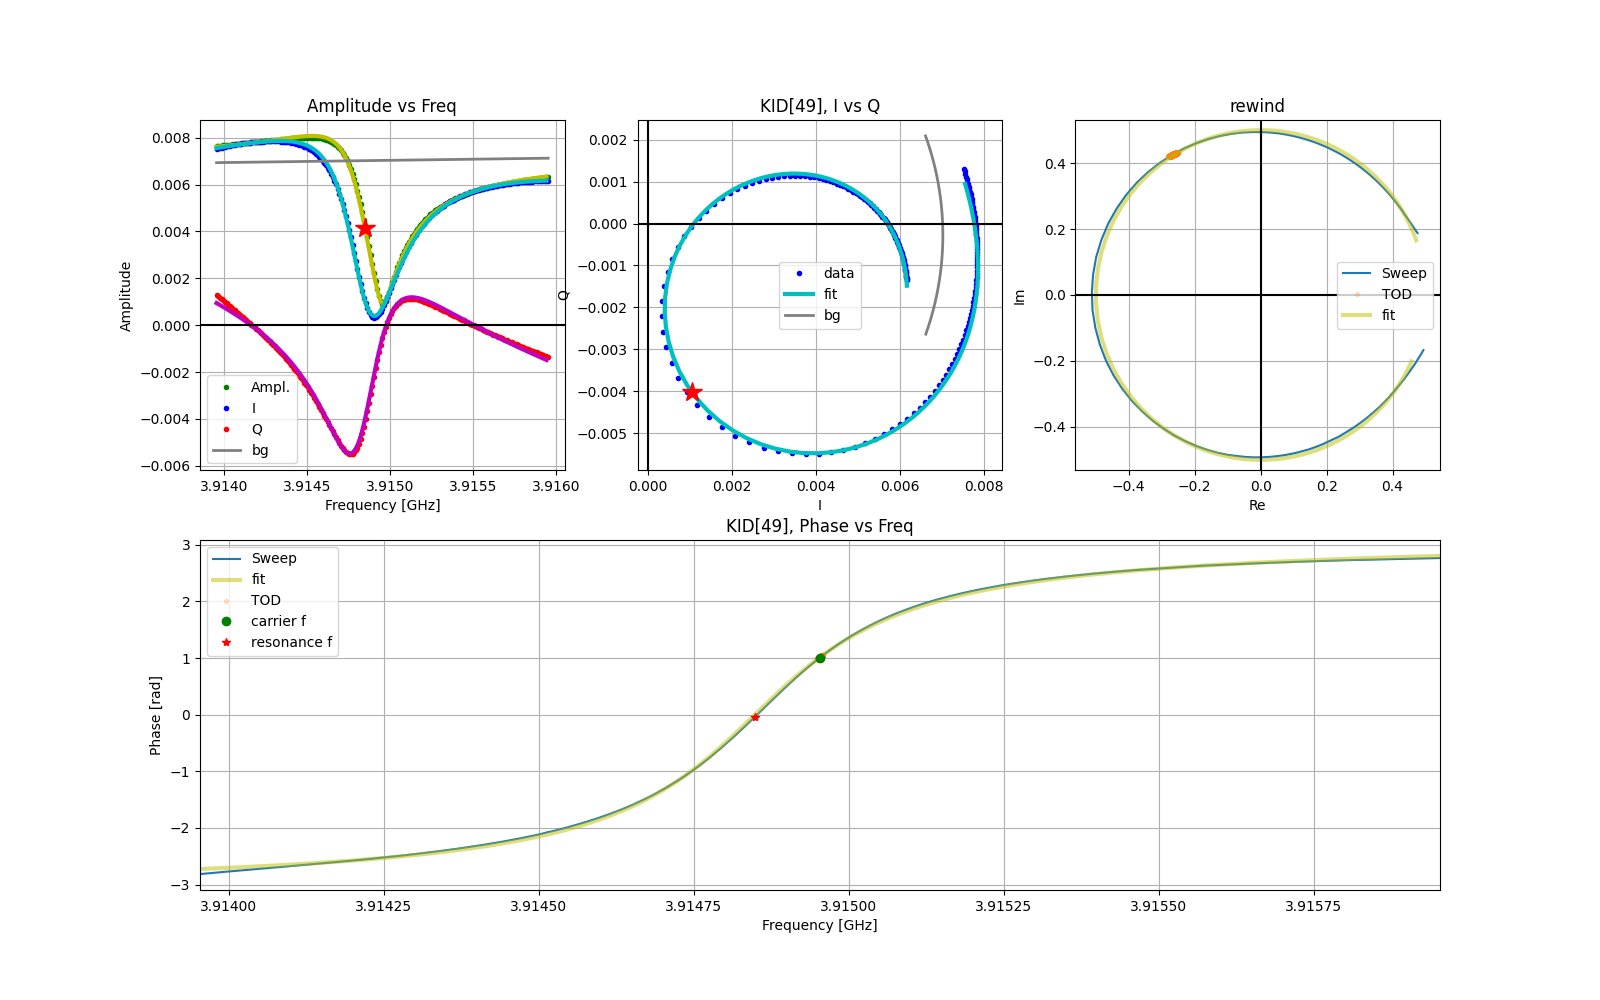 Amplitude vs Freq
0.008
0.006
0.004
0.002
0.000
−0.002
−0.004
−0.006
Amplitude
Ampl.
I
Q
bg
3.9140
3.9145
3.9150
3.9155
3.9160
Frequency [GHz]
KID[49], I vs Q
0.002
0.001
0.000
−0.001
−0.002
−0.003
−0.004
−0.005
Q
data
fit
bg
0.000
0.002
0.004
0.006
0.008
I
rewind
0.4
0.2
0.0
−0.2
−0.4
Im
Sweep
TOD
fit
−0.4
−0.2
0.0
0.2
0.4
Re
KID[49], Phase vs Freq
3
2
1
0
−1
−2
−3
Phase [rad]
Sweep
fit
TOD
carrier f
resonance f
3.91400
3.91425
3.91450
3.91475
3.91500
3.91525
3.91550
3.91575
Frequency [GHz]